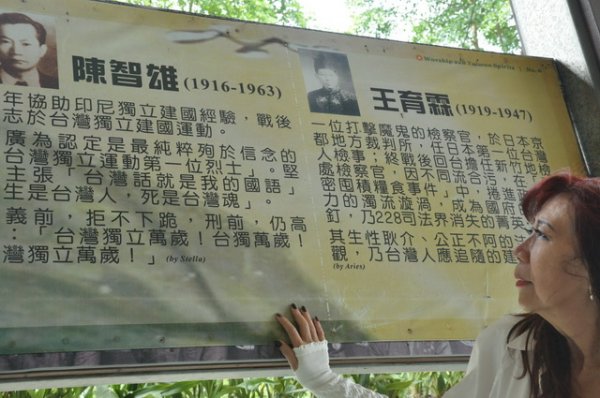 Worship For Taiwan Spirits
陳智雄 (1916-1963)
年協助印尼獨立建國經驗，戰後
志於台灣獨立建國運動。
廣為認定是最純粹殉於信念的
台灣獨立運動第一位烈士」。堅
主張「台灣話就是我的國語」
生是台灣人，死是台灣魂」。
義前，拒不下跪，刑前，仍高
：「台灣獨立萬歲！台獨萬歲！
灣獨立萬歲！」(by Stella)
王育霖 (1919-1947)
一位打擊魔鬼的檢察官，於日本京
都地方裁判所，任日本第一位台灣
人檢事；終戰後回台擔任新竹地
處檢察官，因不同流合污，在
密囤積糧食事件」中，推進
力的濁流漩渦，成為國府
釘，乃228司法界消失的菁英
其生性耿介、公正不阿的
觀，乃台灣人應追隨的建
(by Aries)